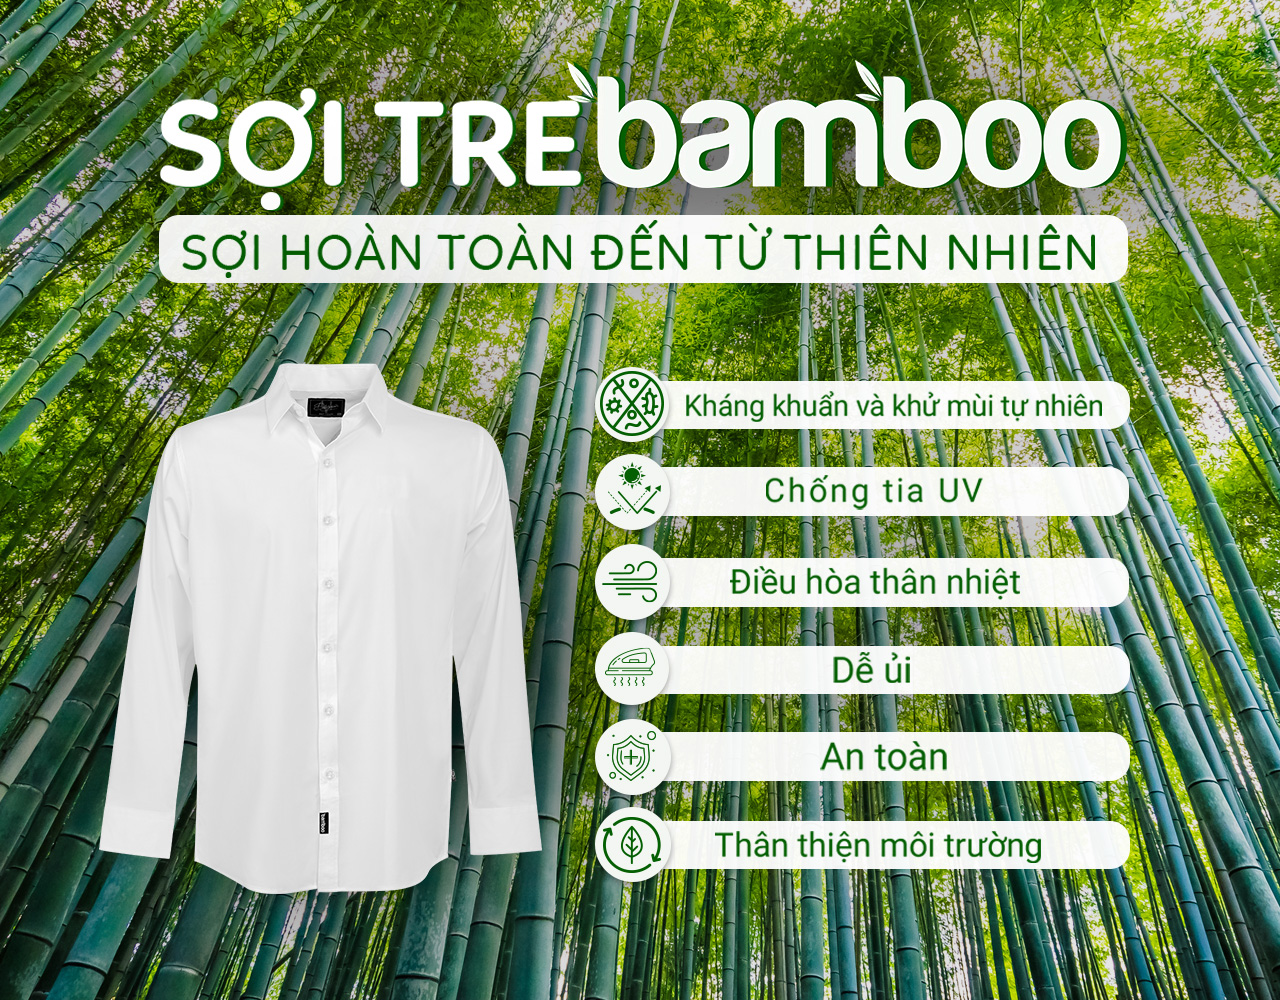 SỢI TRE bamboo
SỢI HOÀN TOÀN ĐẾN TỪ THIÊN NHIÊN
Kháng khuẩn và khử mùi tự nhiên
Chống tia UV
Điều hòa thân nhiệt
Dễ ủi
An toàn
Thân thiện môi trường
bamboo